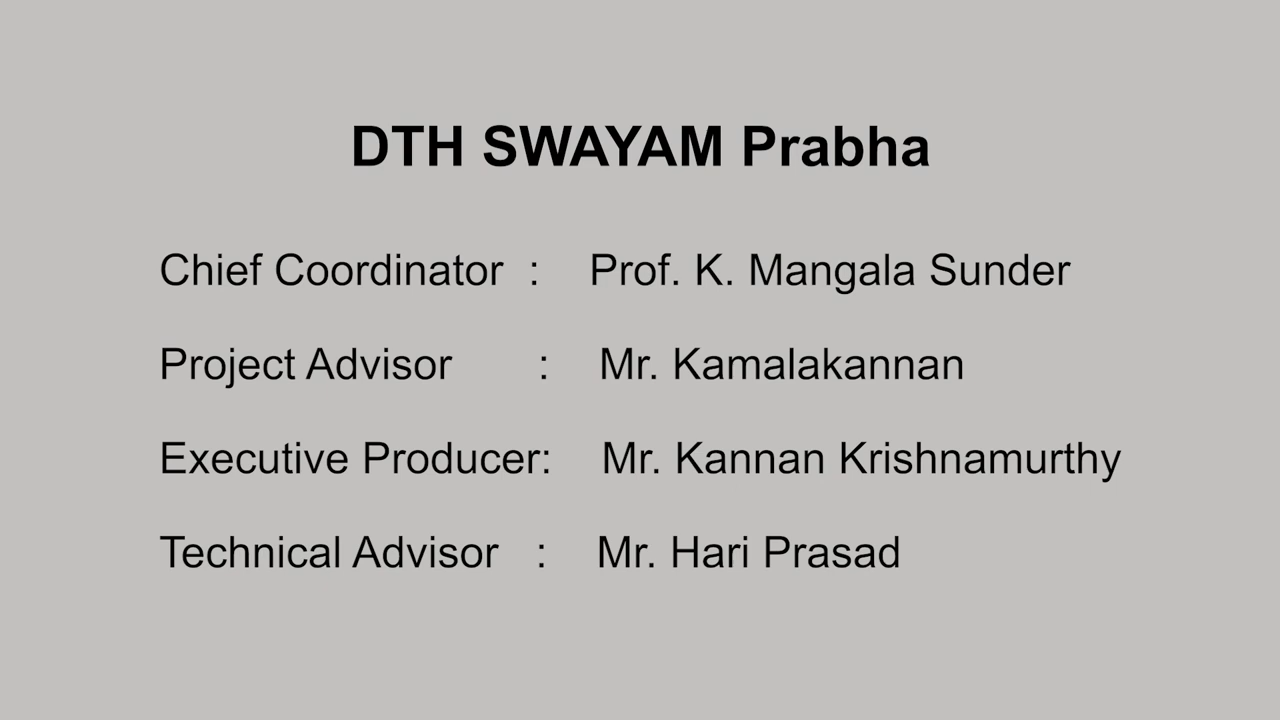 DTH SWAYAM Prabha
Chief Coordinator : Prof. K. Mangala Sunder
Project Advisor : Mr. Kamalakannan
Executive Producer: Mr. Kannan Krishnamurthy
Technical Advisor : Mr. Hari Prasad